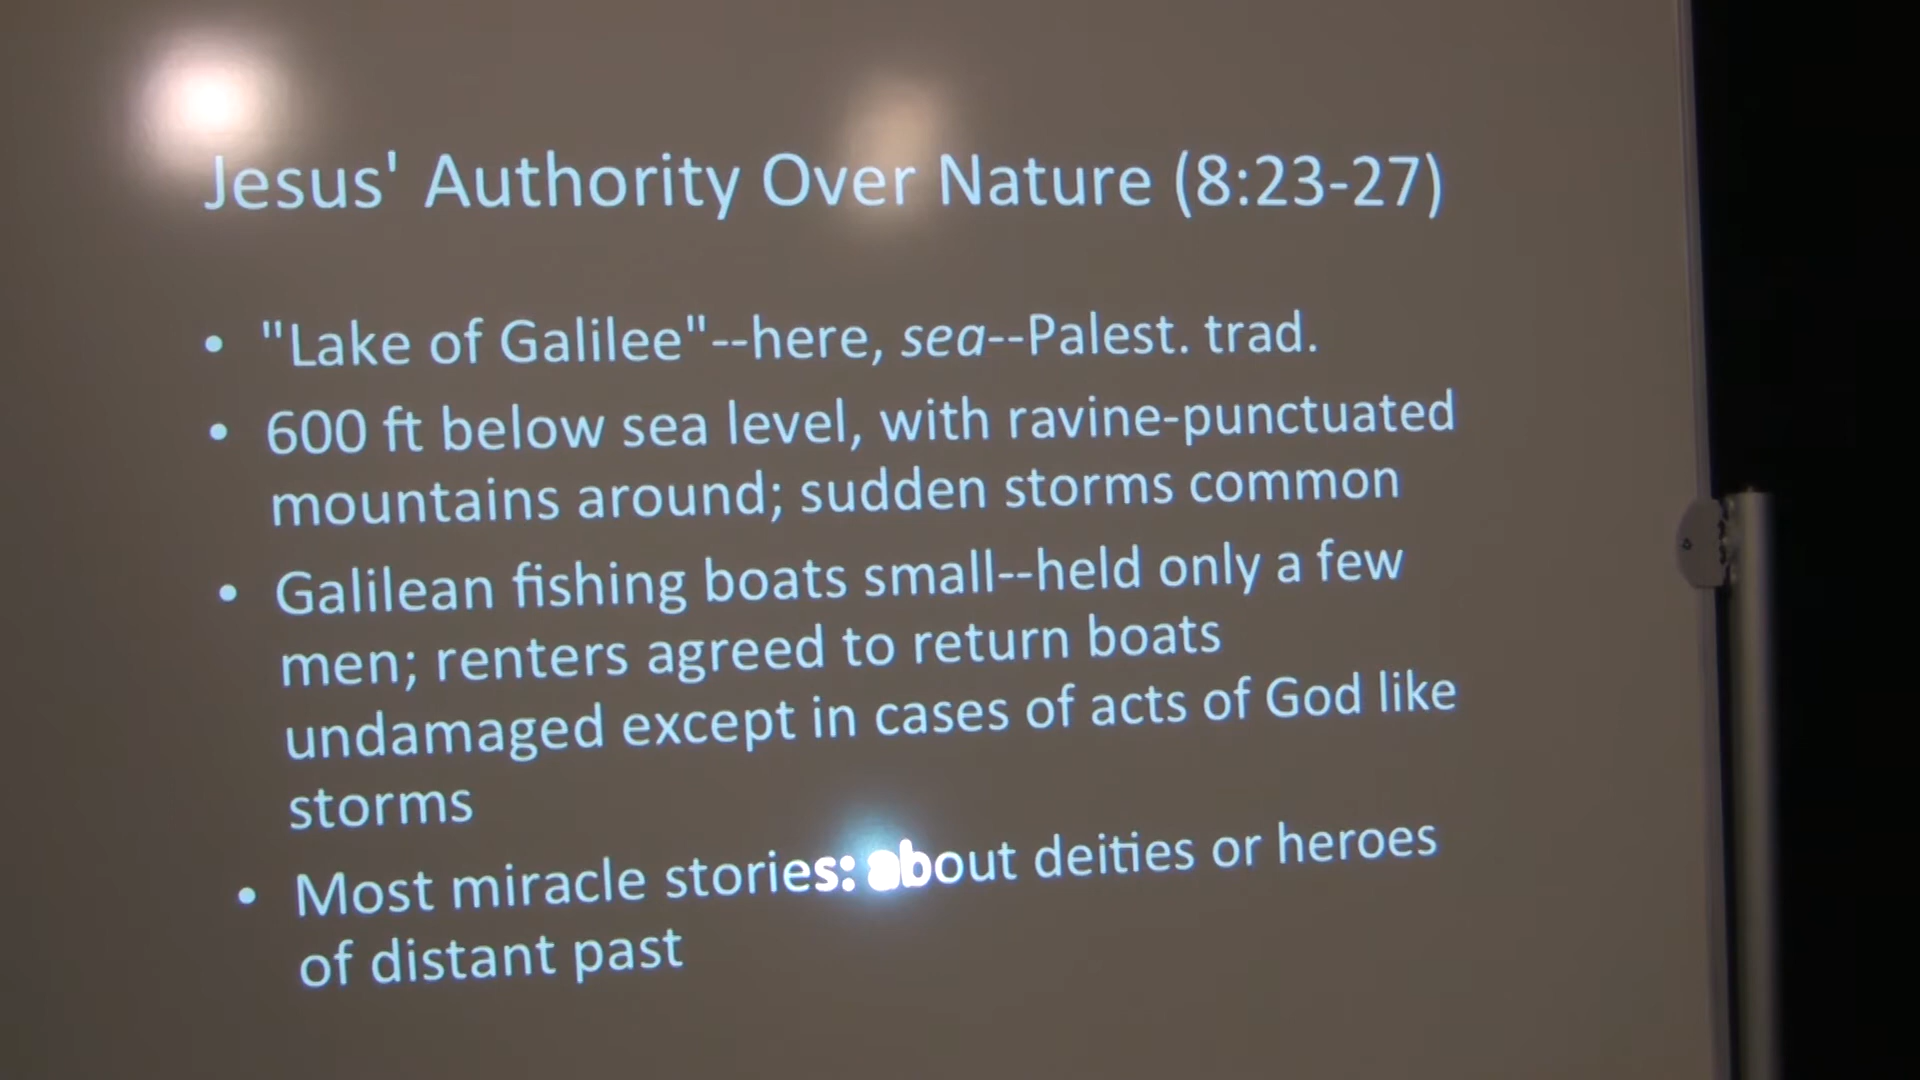 Jesus' Authority Over Nature (8:23-27)
• "Lake of Galilee"--here, sea--Palest. trad.
• 600 ft below sea level, with ravine-punctuated
mountains around; sudden storms common
• Galilean fishing boats small--held only a few
men; renters agreed to return boats
undamaged except in cases of acts of God like
storms
• Most miracle stories: about deities or heroes
of distant past